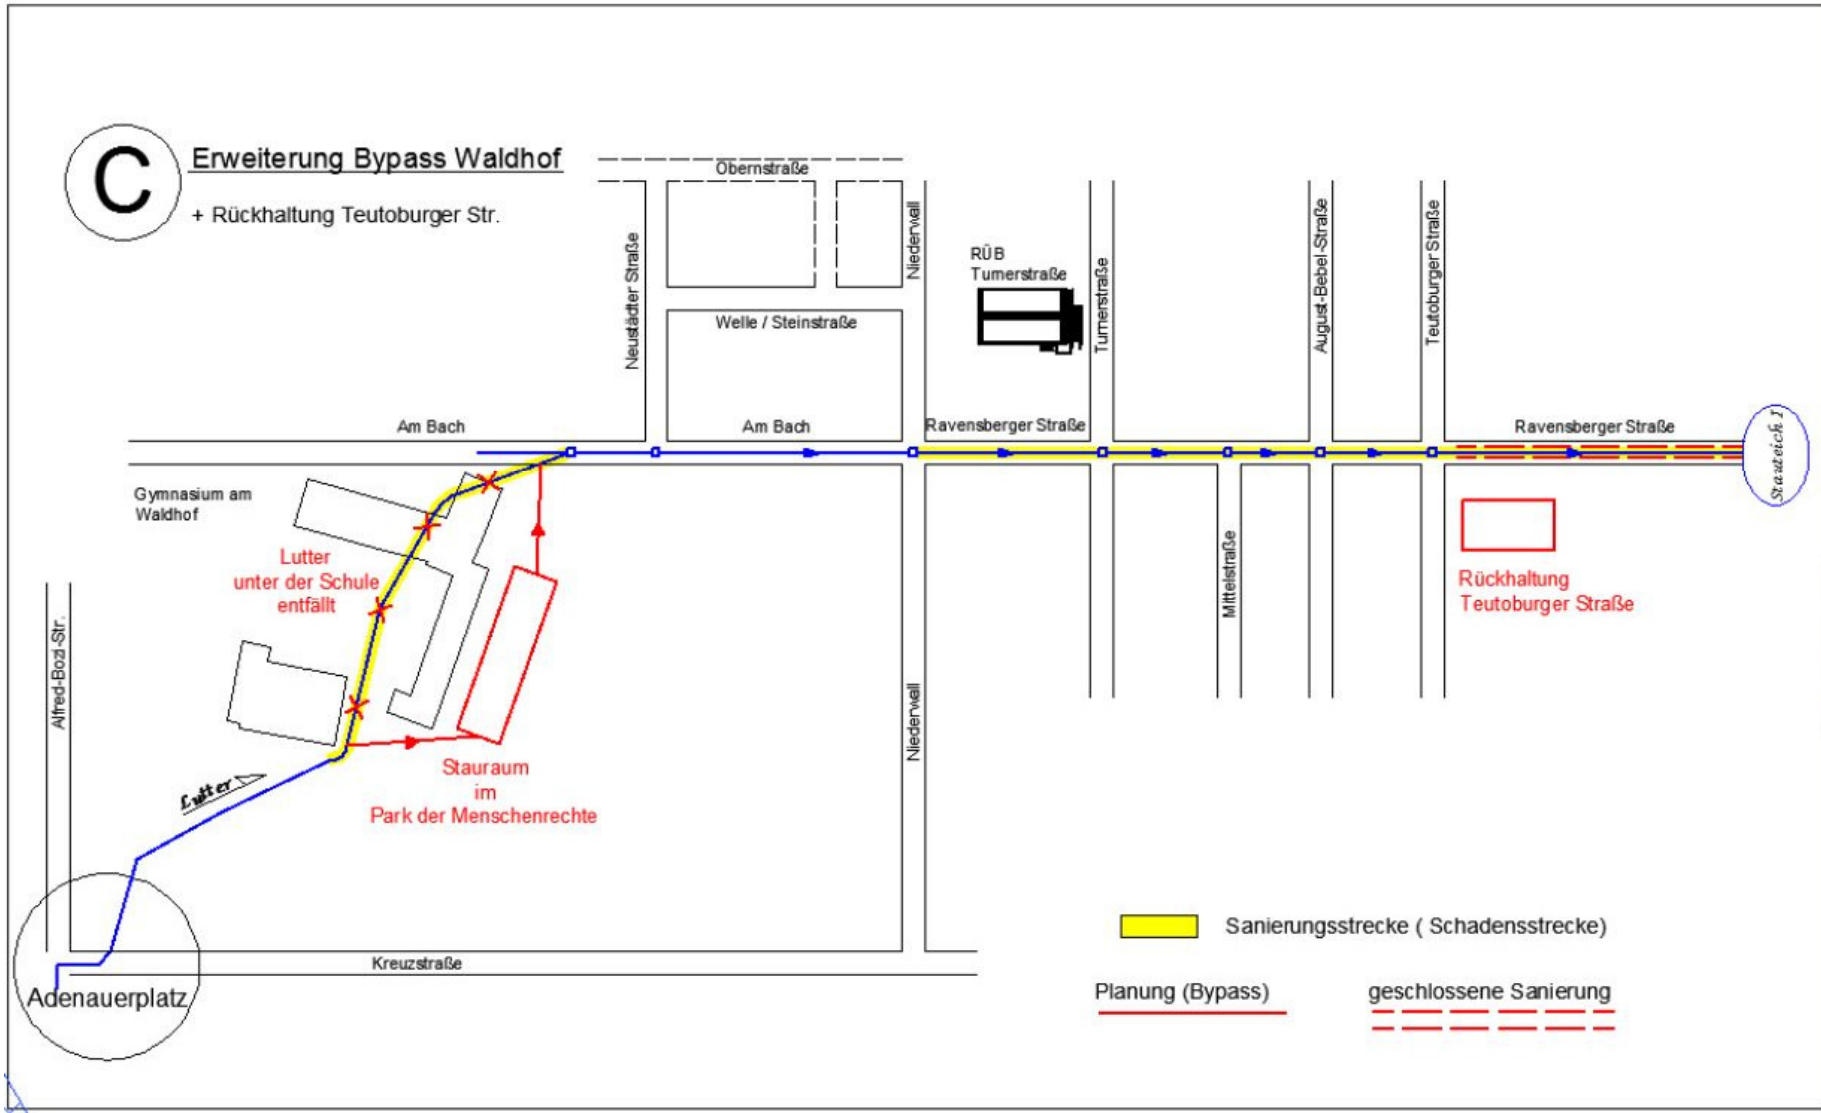 C
Erweiterung Bypass Waldhof
+ Rückhaltung Teutoburger Str.
Obernstraße
Neustädter Straße
Niederwall
Welle / Steinstraße
RÜB
Turnerstraße
Turnerstraße
August-Bebel-Straße
Teutoburger Straße
Am Bach
Am Bach
Ravensberger Straße
Ravensberger Straße
Stauteich I
Gymnasium am
Waldhof
Lutter
unter der Schule
entfällt
Alfred-Bozi-Str.
Mittelstraße
Rückhaltung
Teutoburger Straße
Niederwall
Stauraum
im
Park der Menschenrechte
Lutter
Kreuzstraße
Adenauerplatz
Sanierungsstrecke ( Schadensstrecke)
Planung (Bypass)
geschlossene Sanierung